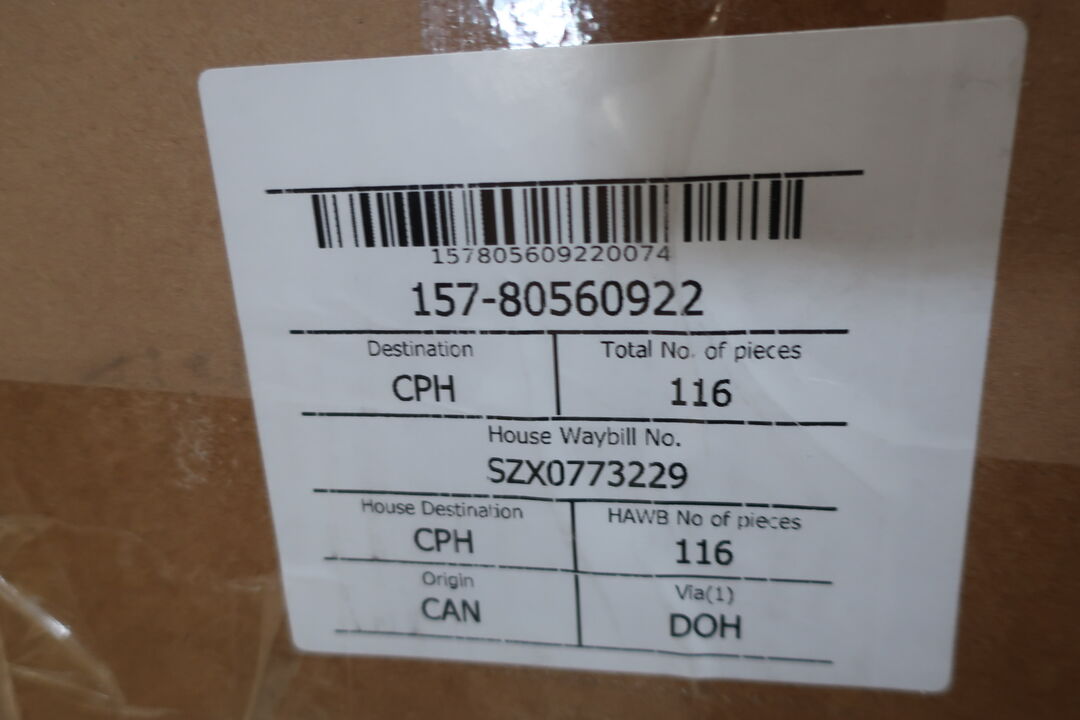 157805609220074
157-80560922
Destination
Total No. of pieces
CPH
116
House Waybill No.
SZX0773229
House Destination
HAWB No of pieces
CPH
116
Origin
Via(1)
CAN
DOH